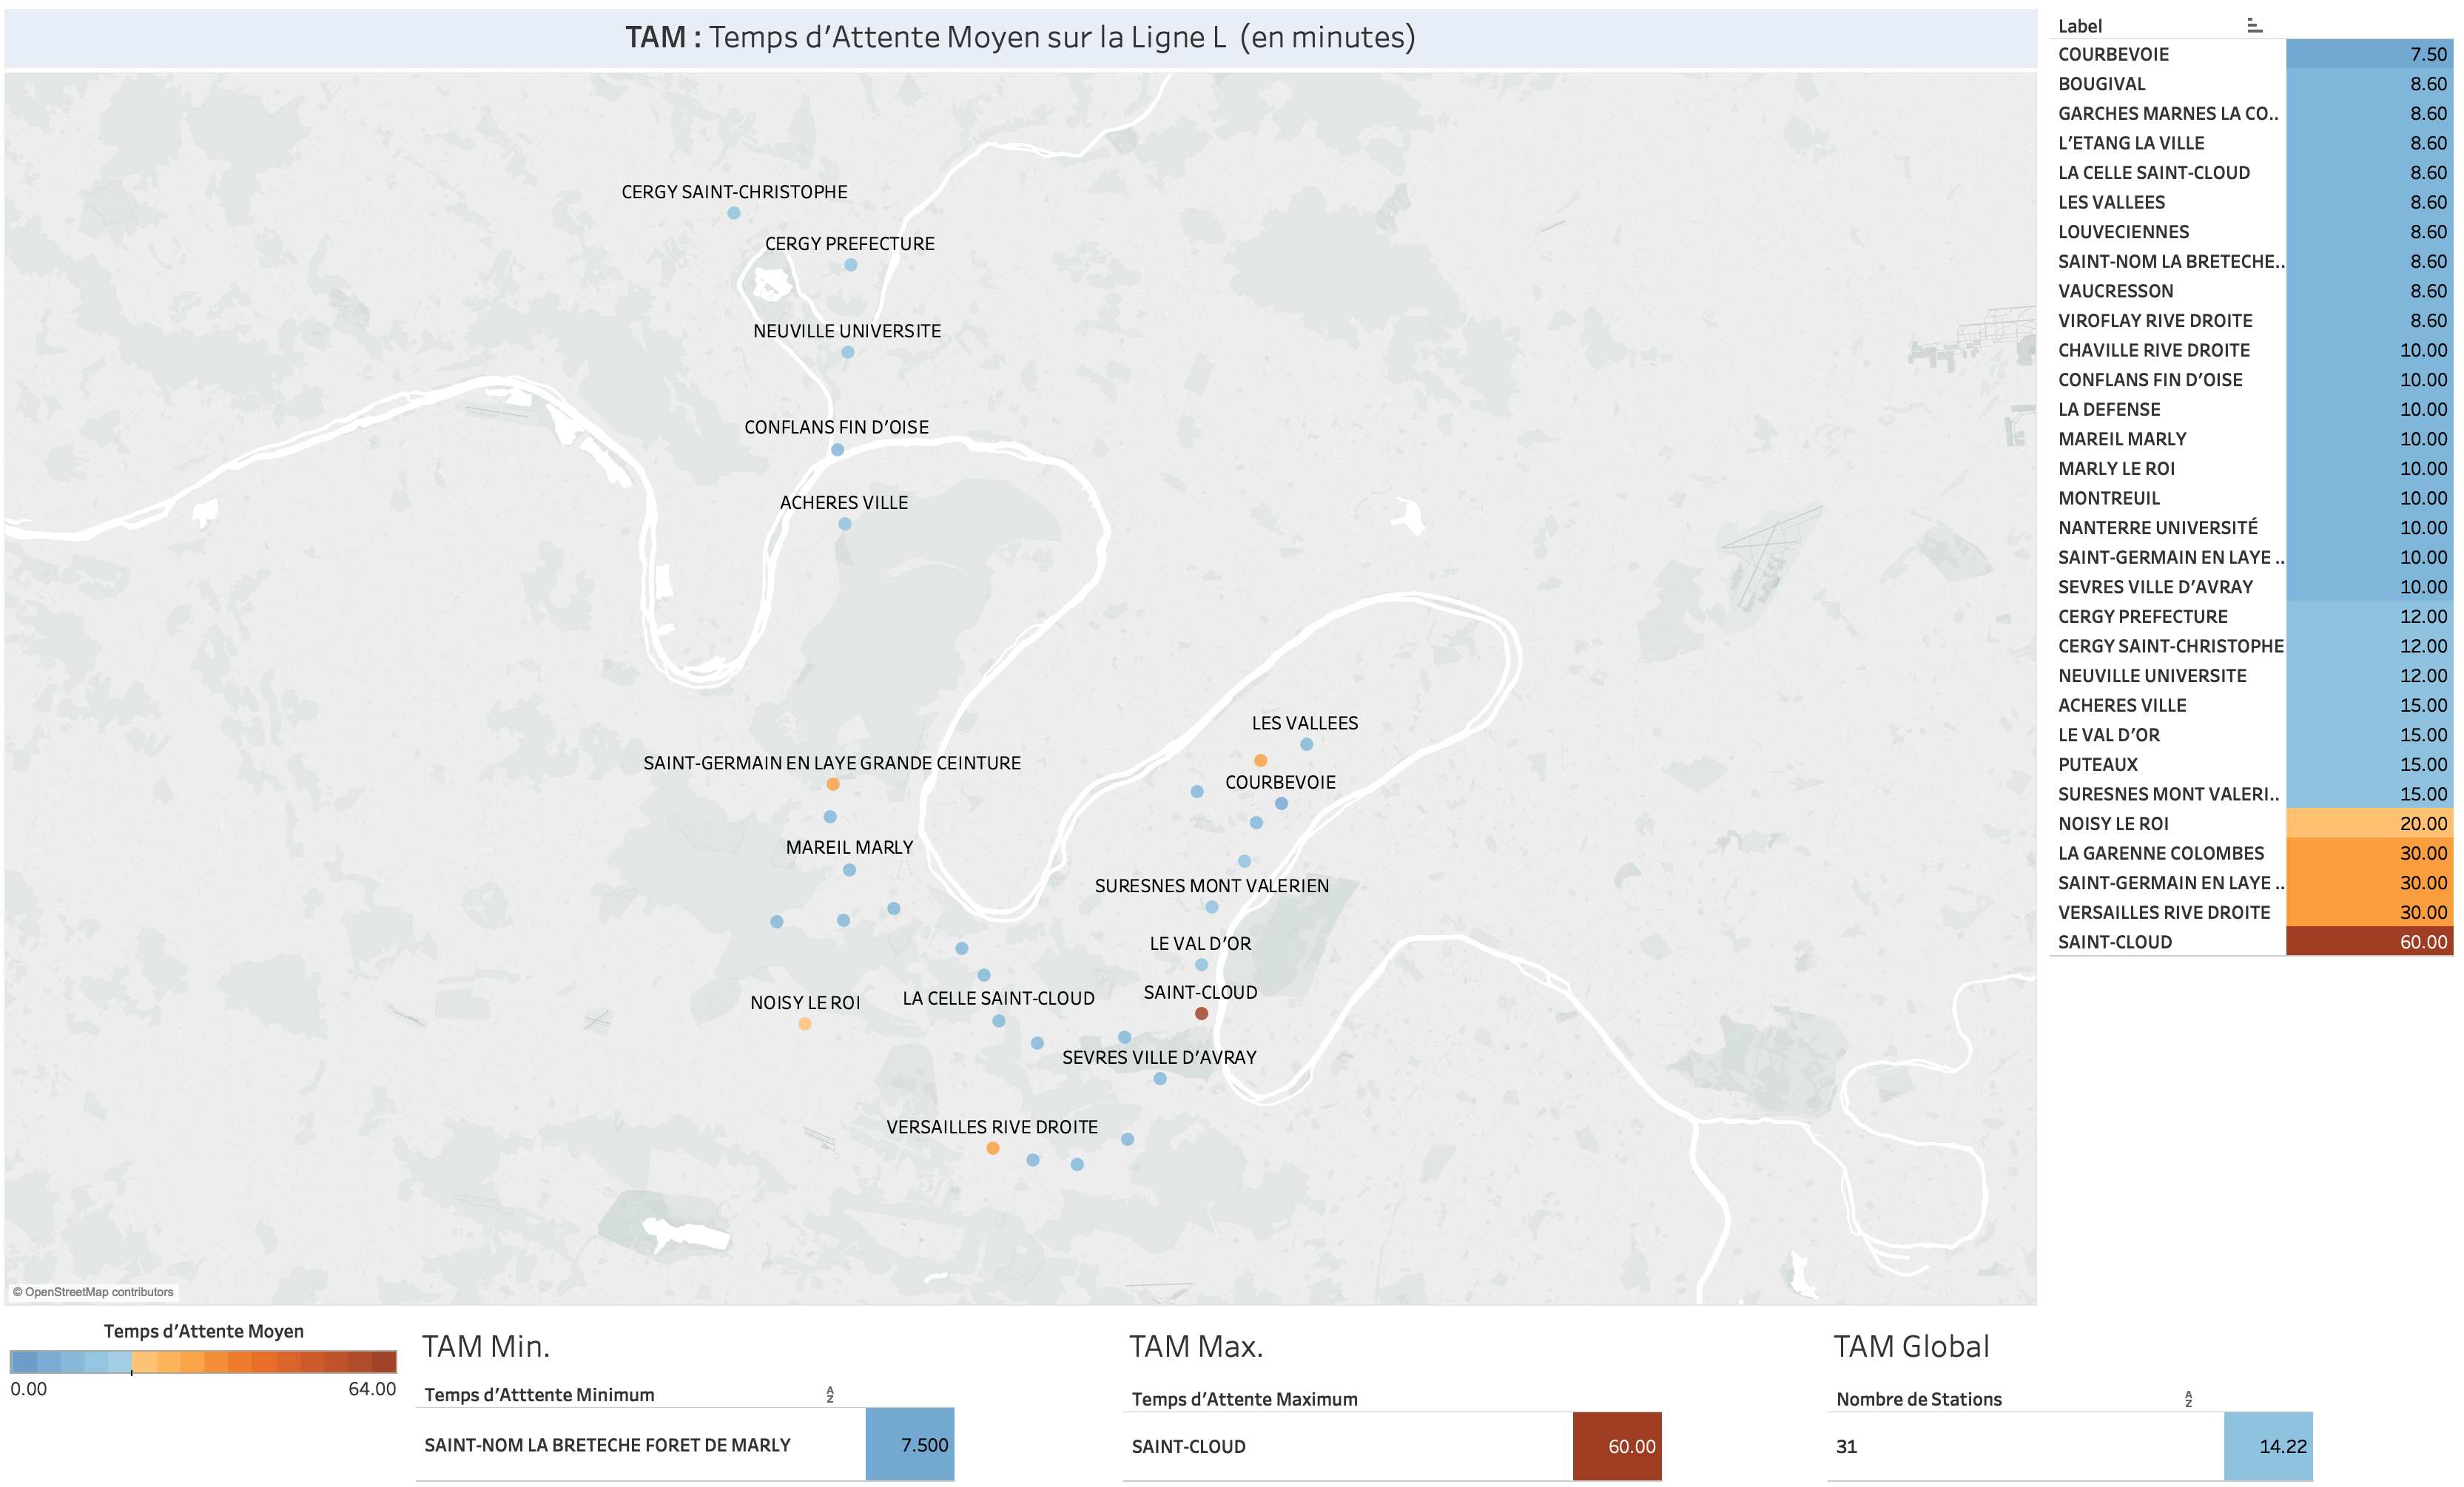 TAM : Temps d'Attente Moyen sur la Ligne L (en minutes)
CERGY SAINT-CHRISTOPHE
CERGY PREFECTURE
NEUVILLE UNIVERSITE
CONFLANS FIN D'OISE
ACHERES VILLE
LES VALLEES
SAINT-GERMAIN EN LAYE GRANDE CEINTURE
COURBEVOIE
MAREIL MARLY
SURESNES MONT VALERIEN
LE VAL D'OR
SAINT-CLOUD
LA CELLE SAINT-CLOUD
NOISY LE ROI
SEVRES VILLE D'AVRAY
VERSAILLES RIVE DROITE
© OpenStreetMap contributors
Label
COURBEVOIE 7.50
BOUGIVAL 8.60
GARCHES MARNES LA CO.. 8.60
L'ETANG LA VILLE 8.60
LA CELLE SAINT-CLOUD 8.60
LES VALLEES 8.60
LOUVECIENNES 8.60
SAINT-NOM LA BRETECHE.. 8.60
VAUCRESSON 8.60
VIROFLAY RIVE DROITE 8.60
CHAVILLE RIVE DROITE 10.00
CONFLANS FIN D'OISE 10.00
LA DEFENSE 10.00
MAREIL MARLY 10.00
MARLY LE ROI 10.00
MONTREUIL 10.00
NANTERRE UNIVERSITÉ 10.00
SAINT-GERMAIN EN LAYE .. 10.00
SEVRES VILLE D'AVRAY 10.00
CERGY PREFECTURE 12.00
CERGY SAINT-CHRISTOPHE 12.00
NEUVILLE UNIVERSITE 12.00
ACHERES VILLE 15.00
LE VAL D'OR 15.00
PUTEAUX 15.00
SURESNES MONT VALERI.. 15.00
NOISY LE ROI 20.00
LA GARENNE COLOMBES 30.00
SAINT-GERMAIN EN LAYE .. 30.00
VERSAILLES RIVE DROITE 30.00
SAINT-CLOUD 60.00
Temps d'Attente Moyen
0.00 64.00
TAM Min.
Temps d'Atttente Minimum
SAINT-NOM LA BRETECHE FORET DE MARLY 7.500
TAM Max.
Temps d'Attente Maximum
SAINT-CLOUD 60.00
TAM Global
Nombre de Stations
31 14.22